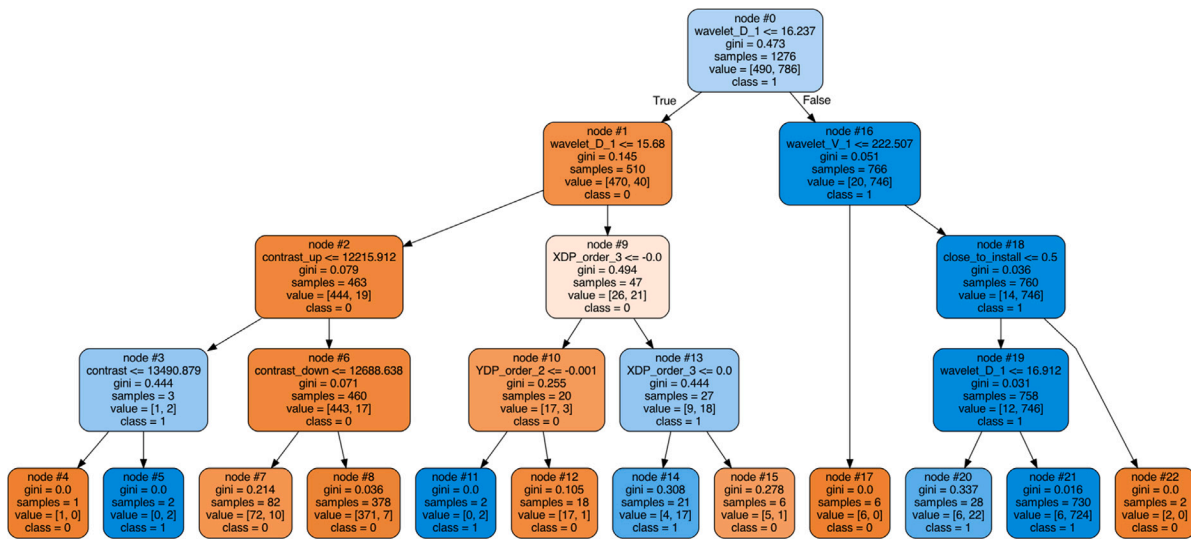 node #0
wavelet_D_1 <= 16.237
gini = 0.473
samples = 1276
value = [490, 786]
class = 1
True
False
node #1
wavelet_D_1 <= 15.68
gini = 0.145
samples = 510
value = [470, 40]
class = 0
node #16
wavelet_V_1 <= 222.507
gini = 0.051
samples = 766
value = [20, 746]
class = 1
node #2
contrast_up <= 12215.912
gini = 0.079
samples = 463
value = [444, 19]
class = 0
node #9
XDP_order_3 <= -0.0
gini = 0.494
samples = 47
value = [26, 21]
class = 0
node #18
close_to_install <= 0.5
gini = 0.036
samples = 760
value = [14, 746]
class = 1
node #3
contrast <= 13490.879
gini = 0.444
samples = 3
value = [1, 2]
class = 1
node #6
contrast_down <= 12688.638
gini = 0.071
samples = 460
value = [443, 17]
class = 0
node #10
YDP_order_2 <= -0.001
gini = 0.255
samples = 20
value = [17, 3]
class = 0
node #13
XDP_order_3 <= 0.0
gini = 0.444
samples = 27
value = [9, 18]
class = 1
node #19
wavelet_D_1 <= 16.912
gini = 0.031
samples = 758
value = [12, 746]
class = 1
node #4
gini = 0.0
samples = 1
value = [1, 0]
class = 0
node #5
gini = 0.0
samples = 2
value = [0, 2]
class = 1
node #7
gini = 0.214
samples = 82
value = [72, 10]
class = 0
node #8
gini = 0.036
samples = 378
value = [371, 7]
class = 0
node #11
gini = 0.0
samples = 2
value = [0, 2]
class = 1
node #12
gini = 0.105
samples = 18
value = [17, 1]
class = 0
node #14
gini = 0.308
samples = 21
value = [4, 17]
class = 1
node #15
gini = 0.278
samples = 6
value = [5, 1]
class = 0
node #17
gini = 0.0
samples = 6
value = [6, 0]
class = 0
node #20
gini = 0.337
samples = 28
value = [6, 22]
class = 1
node #21
gini = 0.016
samples = 730
value = [6, 724]
class = 1
node #22
gini = 0.0
samples = 2
value = [2, 0]
class = 0